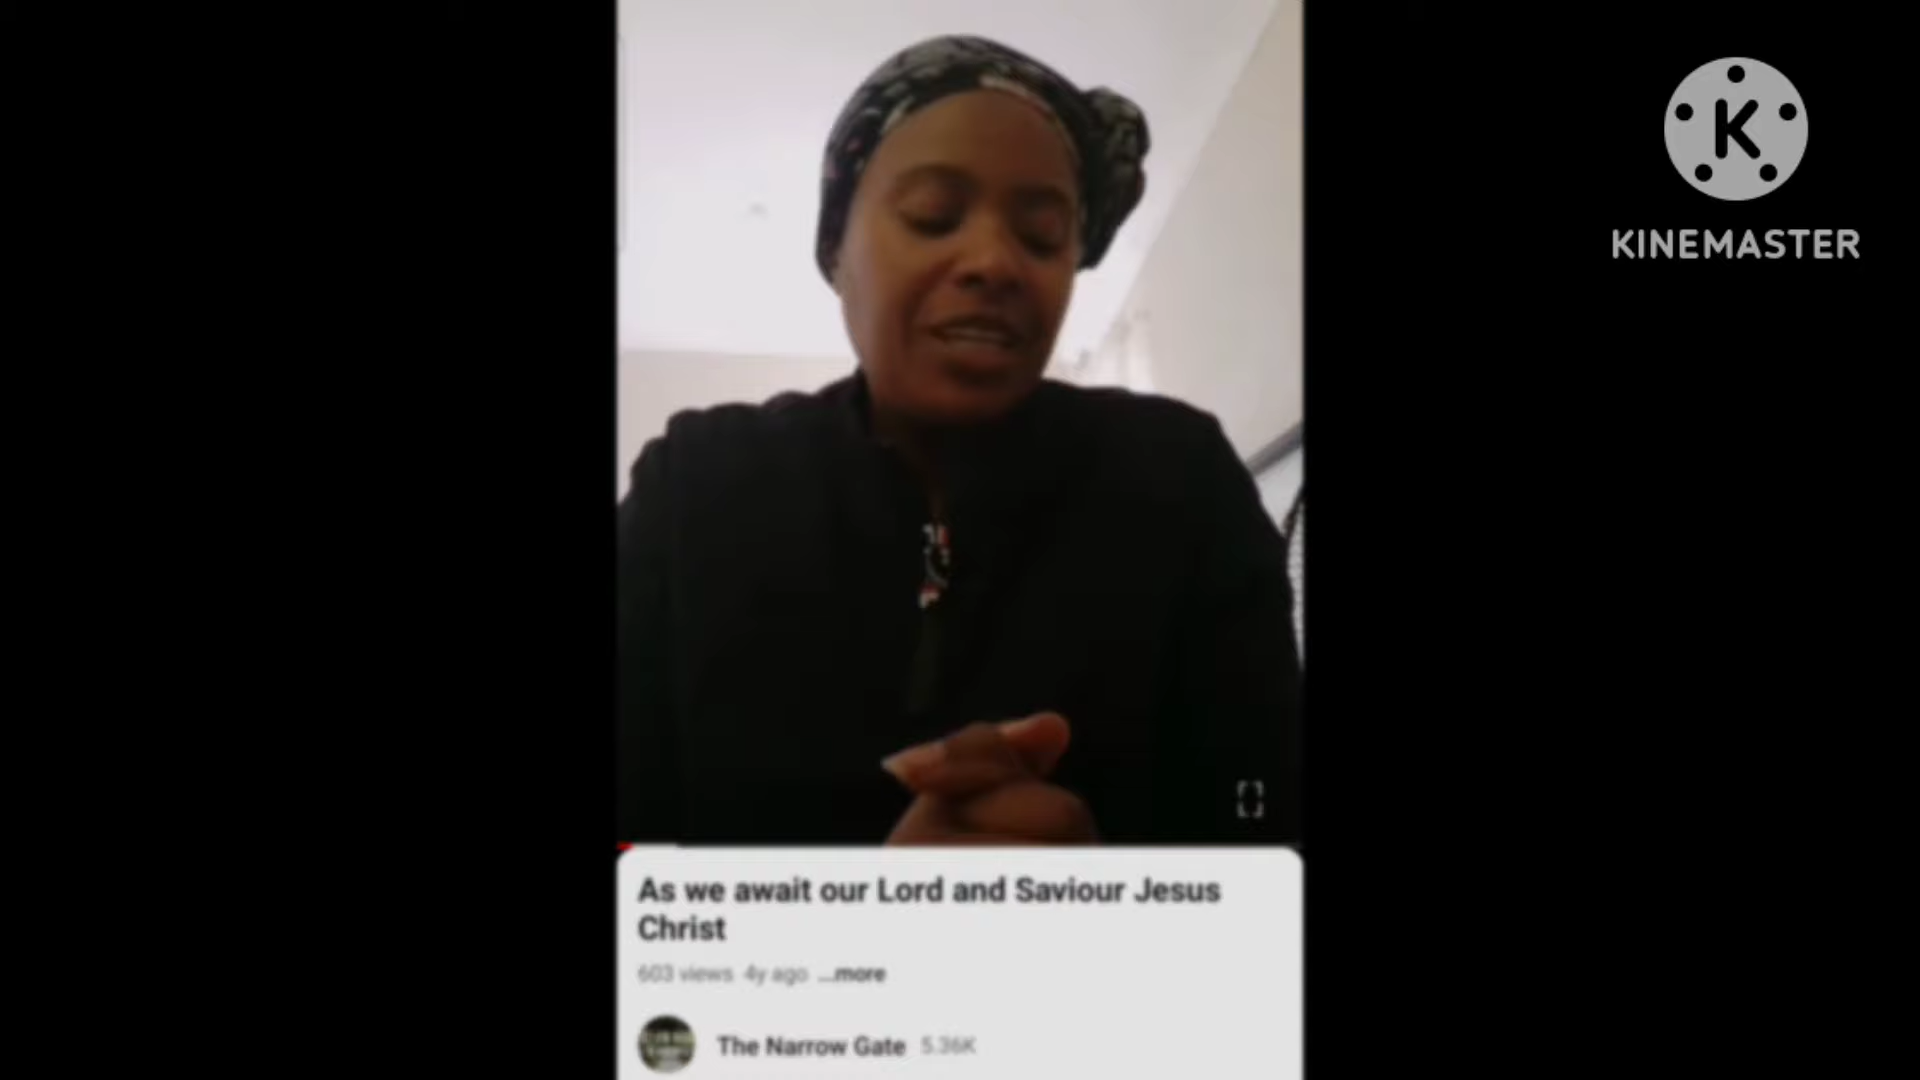 K
KINEMASTER
As we await our Lord and Saviour Jesus
Christ
603 views 4y ago ...more
The Narrow Gate 5.36K